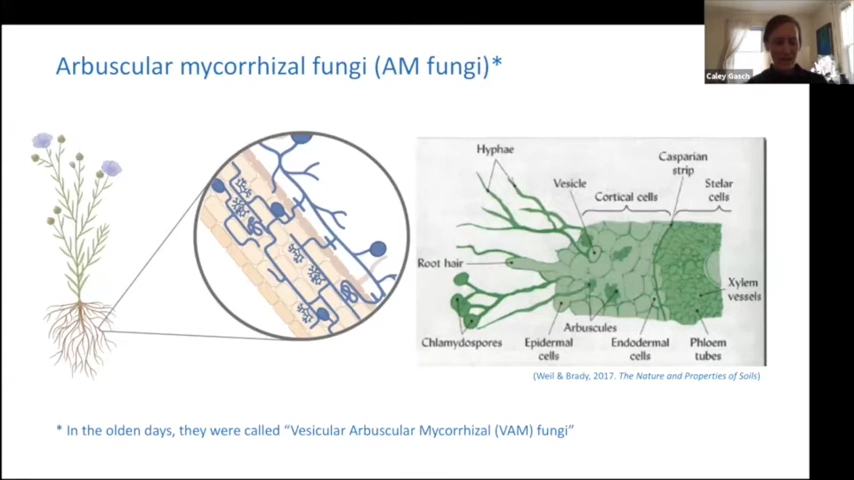 Caley Gasch
Arbuscular mycorrhizal fungi (AM fungi)*
Hyphae
Vesicle
Casparian
strip
Cortical cells
Stelar
cells
Root hair
Xylem
vessels
Chlamydospores
Epidermal
cells
Arbuscules
Endodermal
cells
Phloem
tubes
(Weil & Brady, 2017. The Nature and Properties of Soils)
* In the olden days, they were called “Vesicular Arbuscular Mycorrhizal (VAM) fungi”